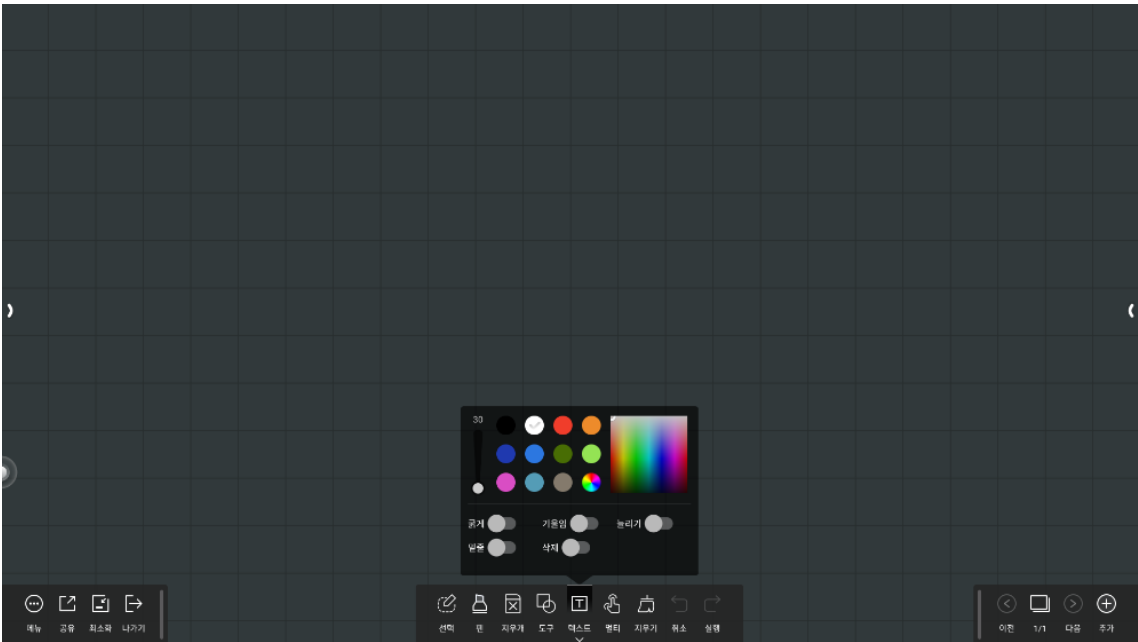 30
굵게 기울임 늘리기
밑줄 삭제
메뉴 공유 최소화 나가기
선택 펜 지우개 도구 텍스트 멀티 지우기 취소 실행
이전 1/1 다음 추가